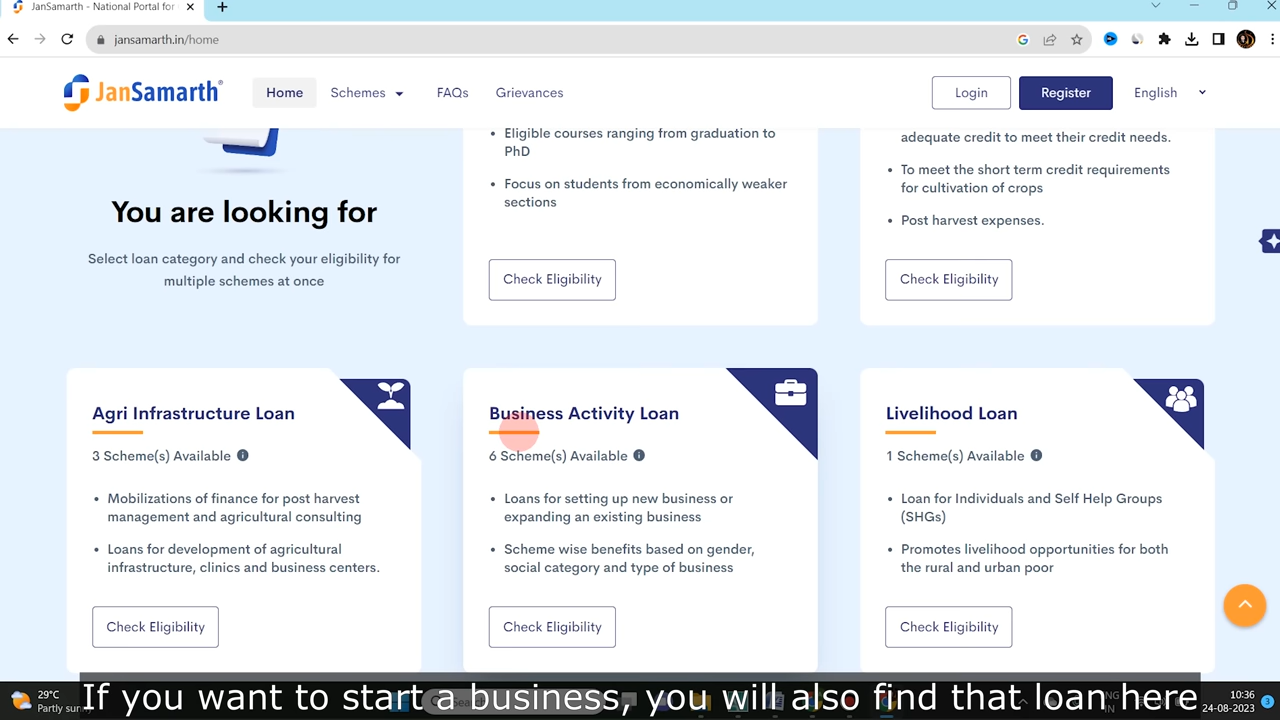 JanSamarth - National Portal for
jansamarth.in/home
JanSamarth®
Home
Schemes
FAQs
Grievances
Login
Register
English
You are looking for
Select loan category and check your eligibility for
multiple schemes at once
Eligible courses ranging from graduation to
PhD
Focus on students from economically weaker
sections
Check Eligibility
adequate credit to meet their credit needs.
To meet the short term credit requirements
for cultivation of crops
Post harvest expenses.
Check Eligibility
Agri Infrastructure Loan
3 Scheme(s) Available
Mobilizations of finance for post harvest
management and agricultural consulting
Loans for development of agricultural
infrastructure, clinics and business centers.
Check Eligibility
Business Activity Loan
6 Scheme(s) Available
Loans for setting up new business or
expanding an existing business
Scheme wise benefits based on gender,
social category and type of business
Check Eligibility
Livelihood Loan
1 Scheme(s) Available
Loan for Individuals and Self Help Groups
(SHGs)
Promotes livelihood opportunities for both
the rural and urban poor
Check Eligibility
If you want to start a business, you will also find that loan here
29°C
Partly sunny
10:36
24-08-2023